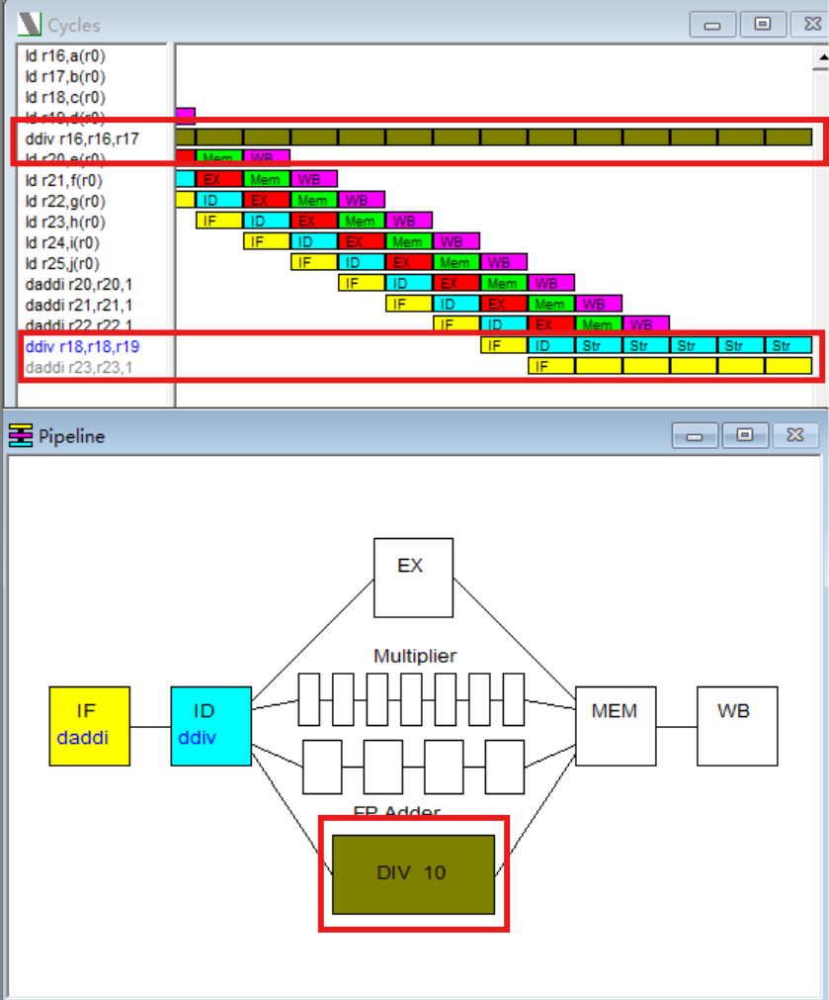 Cycles
ld r16,a(r0)
ld r17,b(r0)
ld r18,c(r0)
ld r19,d(r0)
ddiv r16,r16,r17
ld r20,e(r0) Mem WB
ld r21,f(r0) EX Mem WB
ld r22,g(r0) ID EX Mem WB
ld r23,h(r0) IF ID EX Mem WB
ld r24,i(r0) IF ID EX Mem WB
ld r25,j(r0) IF ID EX Mem WB
daddi r20,r20,1 IF ID EX Mem WB
daddi r21,r21,1 IF ID EX Mem WB
daddi r22,r22,1 IF ID EX Mem WB
ddiv r18,r18,r19 IF ID Str Str Str Str Str
daddi r23,r23,1 IF
Pipeline
EX
Multiplier
IF ID MEM WB
daddi ddiv
FP Adder
DIV 10